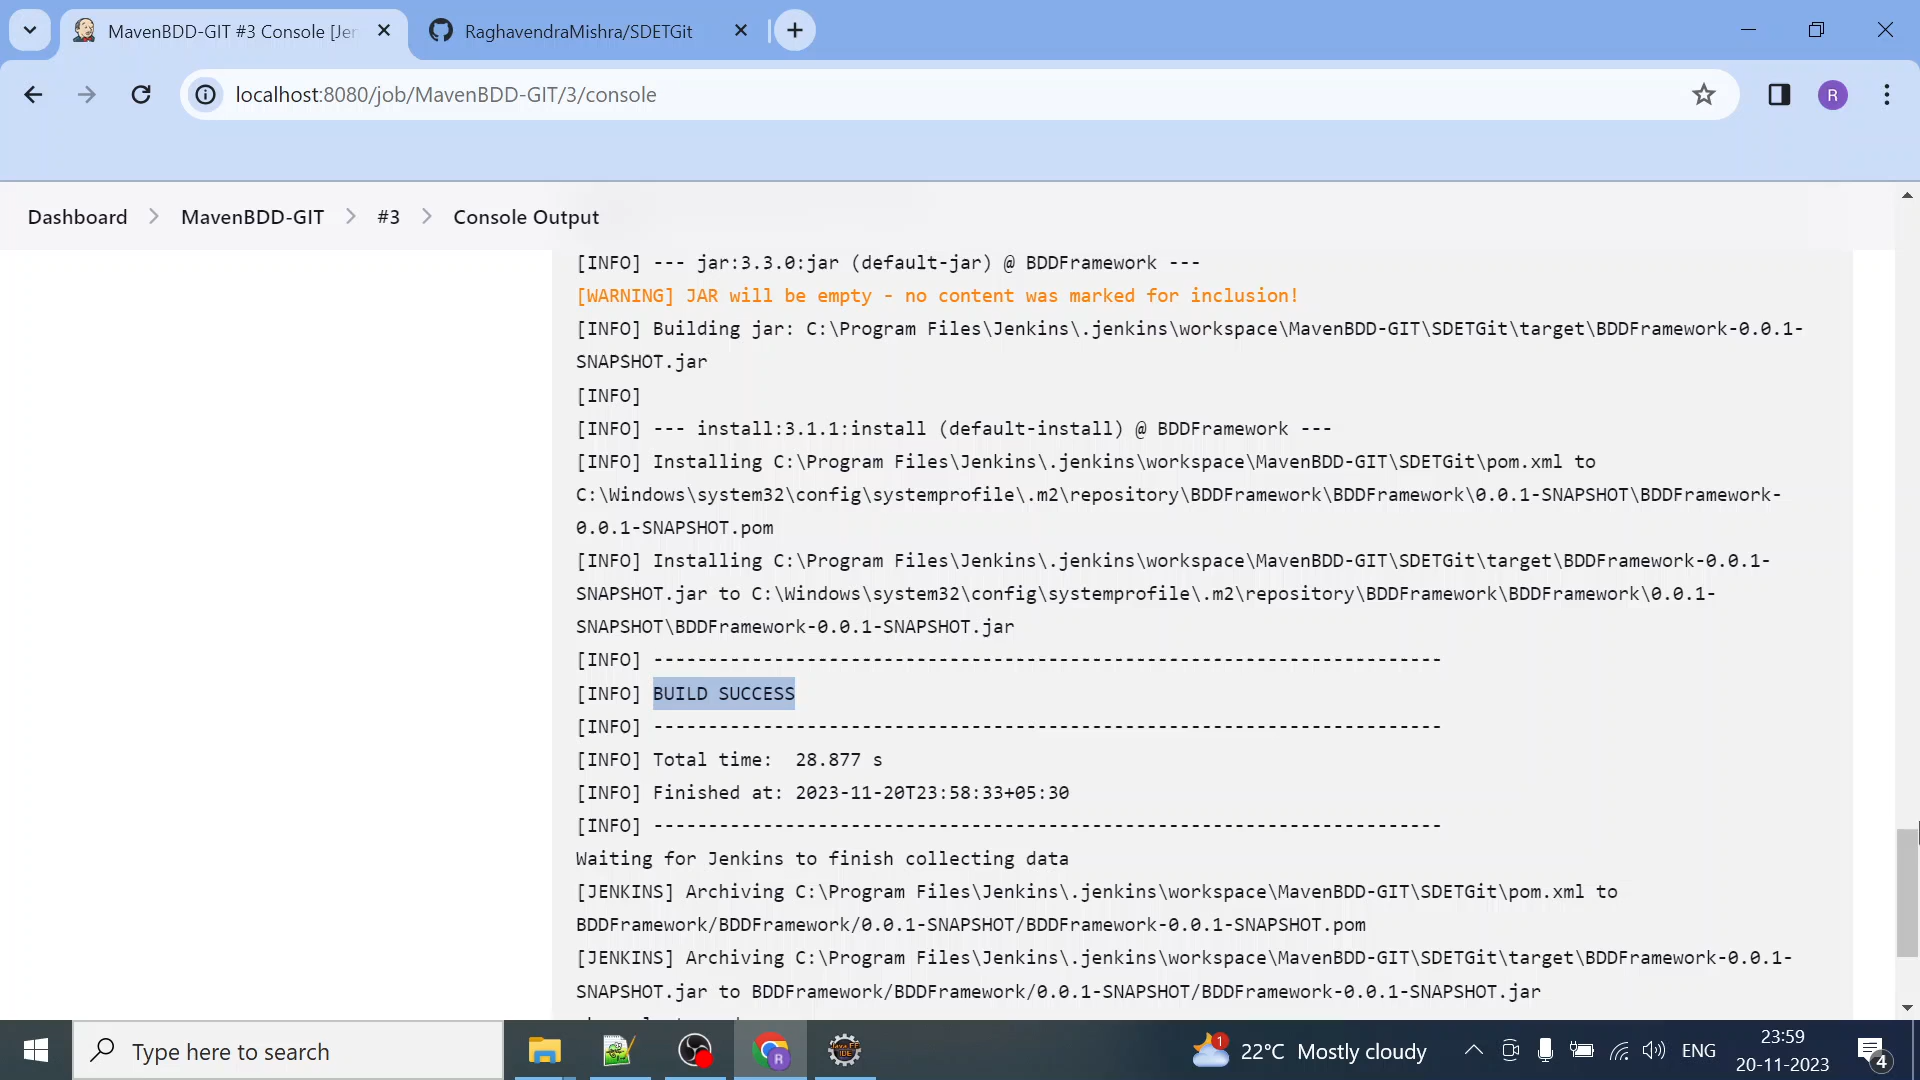 MavenBDD-GIT #3 Console [Jen
RaghavendraMishra/SDETGit
localhost:8080/job/MavenBDD-GIT/3/console
R
Dashboard > MavenBDD-GIT > #3 > Console Output
[INFO] --- jar:3.3.0:jar (default-jar) @ BDDFramework ---
[WARNING] JAR will be empty - no content was marked for inclusion!
[INFO] Building jar: C:\Program Files\Jenkins\.jenkins\workspace\MavenBDD-GIT\SDETGit\target\BDDFramework-0.0.1-
SNAPSHOT.jar
[INFO]
[INFO] --- install:3.1.1:install (default-install) @ BDDFramework ---
[INFO] Installing C:\Program Files\Jenkins\.jenkins\workspace\MavenBDD-GIT\SDETGit\pom.xml to
C:\Windows\system32\config\systemprofile\.m2\repository\BDDFramework\BDDFramework\0.0.1-SNAPSHOT\BDDFramework-
0.0.1-SNAPSHOT.pom
[INFO] Installing C:\Program Files\Jenkins\.jenkins\workspace\MavenBDD-GIT\SDETGit\target\BDDFramework-0.0.1-
SNAPSHOT.jar to C:\Windows\system32\config\systemprofile\.m2\repository\BDDFramework\BDDFramework\0.0.1-
SNAPSHOT\BDDFramework-0.0.1-SNAPSHOT.jar
[INFO] ------------------------------------------------------------------------
[INFO] BUILD SUCCESS
[INFO] ------------------------------------------------------------------------
[INFO] Total time:  28.877 s
[INFO] Finished at: 2023-11-20T23:58:33+05:30
[INFO] ------------------------------------------------------------------------
Waiting for Jenkins to finish collecting data
[JENKINS] Archiving C:\Program Files\Jenkins\.jenkins\workspace\MavenBDD-GIT\SDETGit\pom.xml to
BDDFramework/BDDFramework/0.0.1-SNAPSHOT/BDDFramework-0.0.1-SNAPSHOT.pom
[JENKINS] Archiving C:\Program Files\Jenkins\.jenkins\workspace\MavenBDD-GIT\SDETGit\target\BDDFramework-0.0.1-
SNAPSHOT.jar to BDDFramework/BDDFramework/0.0.1-SNAPSHOT/BDDFramework-0.0.1-SNAPSHOT.jar
Type here to search
R
Java EE
IDE
1
22°C Mostly cloudy
ENG
23:59
20-11-2023
4